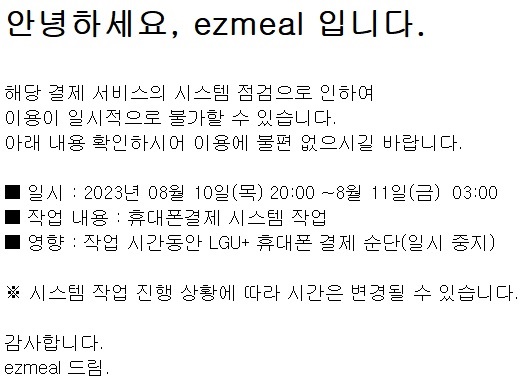 안녕하세요, ezmeal 입니다.
해당 결제 서비스의 시스템 점검으로 인하여
이용이 일시적으로 불가할 수 있습니다.
아래 내용 확인하시어 이용에 불편 없으시길 바랍니다.
■ 일시 : 2023년 08월 10일(목) 20:00 ~8월 11일(금)  03:00
■ 작업 내용 : 휴대폰결제 시스템 작업
■ 영향 : 작업 시간동안 LGU+ 휴대폰 결제 순단(일시 중지)
※ 시스템 작업 진행 상황에 따라 시간은 변경될 수 있습니다.
감사합니다.
ezmeal 드림.